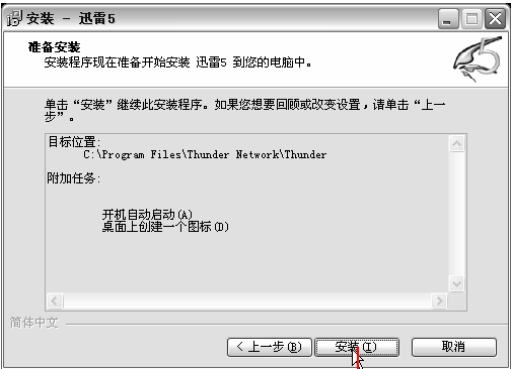 安装 - 迅雷5
准备安装
安装程序现在准备开始安装 迅雷5 到您的电脑中。
单击“安装”继续此安装程序。如果您想要回顾或改变设置，请单击“上一
步”。
目标位置:
C:\Program Files\Thunder Network\Thunder
附加任务:
开机自动启动(A)
桌面上创建一个图标(D)
简体中文
<上一步(B)
安装(I)
取消